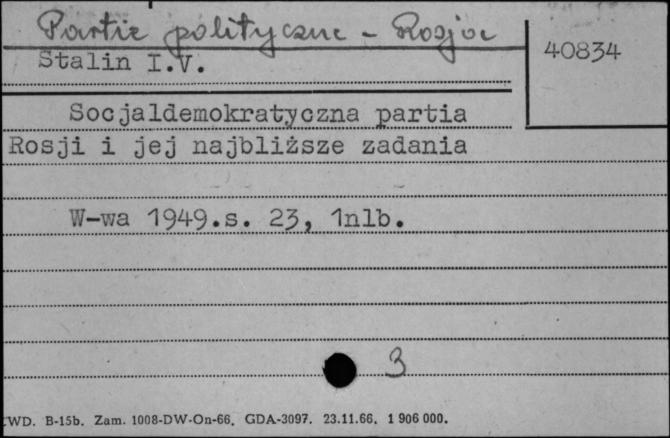 Partie polityczne - Rosja
40834
Stalin I.V.
Socjaldemokratyczna partia
Rosji i jej najbliższe zadania
W-wa 1949.s. 23, 1nlb.
3
WD. B-15b. Zam. 1008-DW-On-66. GDA-3097. 23.11.66. 1 906 000.